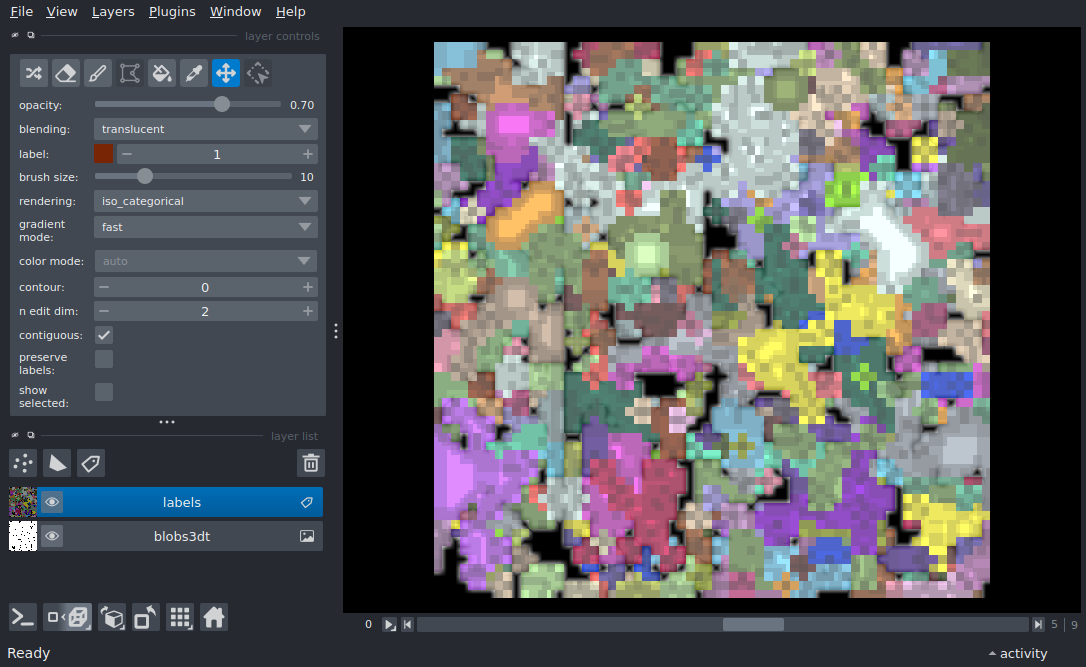 File View Layers Plugins Window Help
layer controls
opacity: 0.70
blending: translucent
label: 1
brush size: 10
rendering: iso_categorical
gradient
mode: fast
color mode: auto
contour: 0
n edit dim: 2
contiguous:
preserve
labels:
show
selected:
layer list
labels
blobs3dt
0 5 | 9
Ready activity